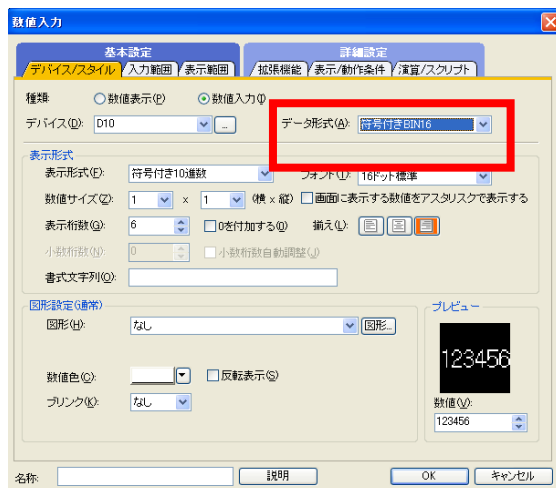 数値入力
基本設定
詳細設定
デバイス/スタイル 入力範囲 表示範囲 拡張機能 表示/動作条件 演算/スクリプト
種類: 数値表示(P) 数値入力(I)
デバイス(D): D10 ... データ形式(A): 符号付きBIN16
表示形式
表示形式(F): 符号付き10進数 フォント(T): 16ドット標準
数値サイズ(Z): 1 x 1 (横 x 縦) 画面に表示する数値をアスタリスクで表示する
表示桁数(G): 6 0を付加する(0) 揃え(L):
小数桁数(N): 0 小数桁数自動調整(J)
書式文字列(O):
図形設定(通常)
図形(H): なし 図形...
数値色(C): 反転表示(S)
ブリンク(K): なし
プレビュー
123456
数値(V):
123456
名称: 説明 OK キャンセル